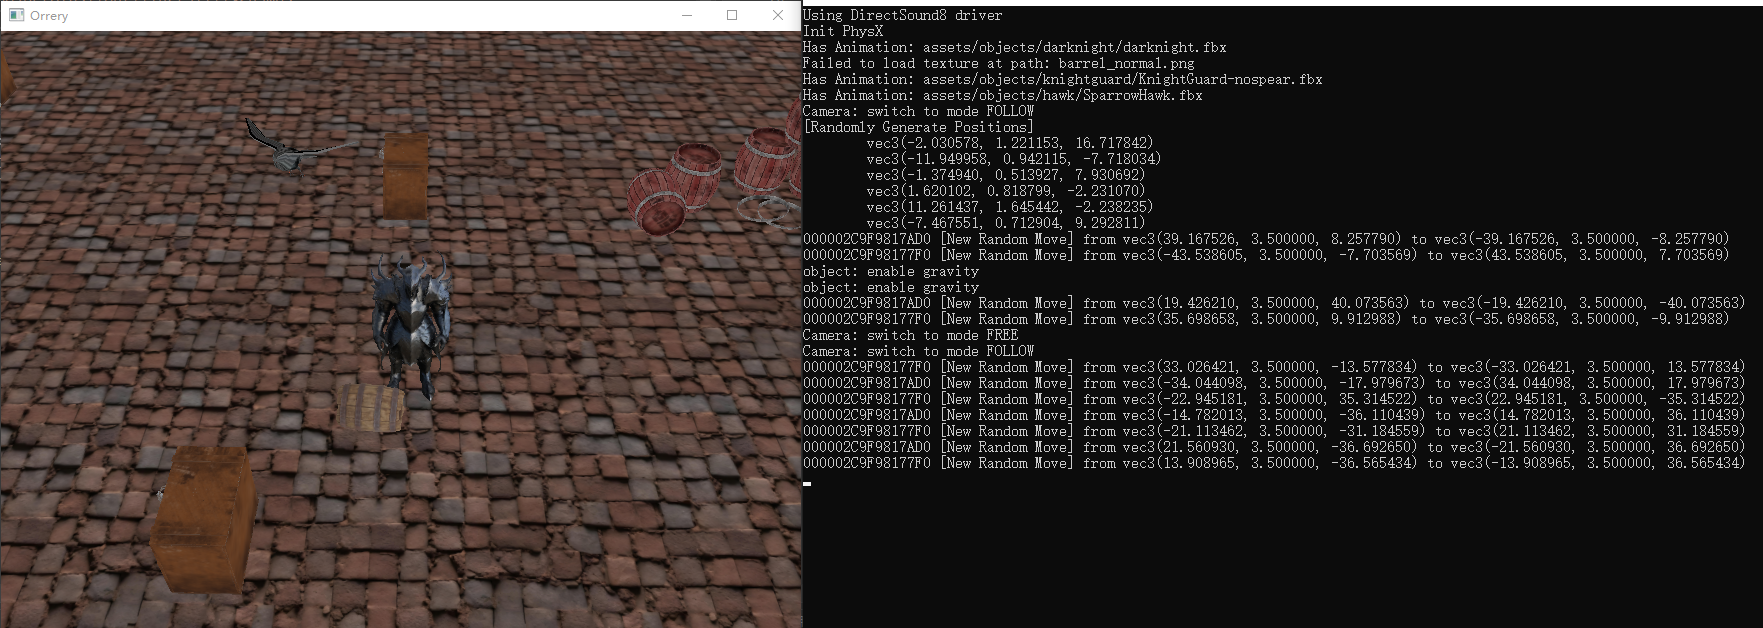 Orrery
Using DirectSound8 driver
Init PhysX
Has Animation: assets/objects/darknight/darknight.fbx
Failed to load texture at path: barrel_normal.png
Has Animation: assets/objects/knightguard/KnightGuard-nospear.fbx
Has Animation: assets/objects/hawk/SparrowHawk.fbx
Camera: switch to mode FOLLOW
[Randomly Generate Positions]
vec3(-2.030578, 1.221153, 16.717842)
vec3(-11.949958, 0.942115, -7.718034)
vec3(-1.374940, 0.513927, 7.930692)
vec3(1.620102, 0.818799, -2.231070)
vec3(11.261437, 1.645442, -2.238235)
vec3(-7.467551, 0.712904, 9.292811)
000002C9F9817AD0 [New Random Move] from vec3(39.167526, 3.500000, 8.257790) to vec3(-39.167526, 3.500000, -8.257790)
000002C9F98177F0 [New Random Move] from vec3(-43.538605, 3.500000, -7.703569) to vec3(43.538605, 3.500000, 7.703569)
object: enable gravity
object: enable gravity
000002C9F9817AD0 [New Random Move] from vec3(19.426210, 3.500000, 40.073563) to vec3(-19.426210, 3.500000, -40.073563)
000002C9F98177F0 [New Random Move] from vec3(35.698658, 3.500000, 9.912988) to vec3(-35.698658, 3.500000, -9.912988)
Camera: switch to mode FREE
Camera: switch to mode FOLLOW
000002C9F98177F0 [New Random Move] from vec3(33.026421, 3.500000, -13.577834) to vec3(-33.026421, 3.500000, 13.577834)
000002C9F9817AD0 [New Random Move] from vec3(-34.044098, 3.500000, -17.979673) to vec3(34.044098, 3.500000, 17.979673)
000002C9F98177F0 [New Random Move] from vec3(-22.945181, 3.500000, 35.314522) to vec3(22.945181, 3.500000, -35.314522)
000002C9F9817AD0 [New Random Move] from vec3(-14.782013, 3.500000, -36.110439) to vec3(14.782013, 3.500000, 36.110439)
000002C9F98177F0 [New Random Move] from vec3(-21.113462, 3.500000, -31.184559) to vec3(21.113462, 3.500000, 31.184559)
000002C9F9817AD0 [New Random Move] from vec3(21.560930, 3.500000, -36.692650) to vec3(-21.560930, 3.500000, 36.692650)
000002C9F98177F0 [New Random Move] from vec3(13.908965, 3.500000, -36.565434) to vec3(-13.908965, 3.500000, 36.565434)